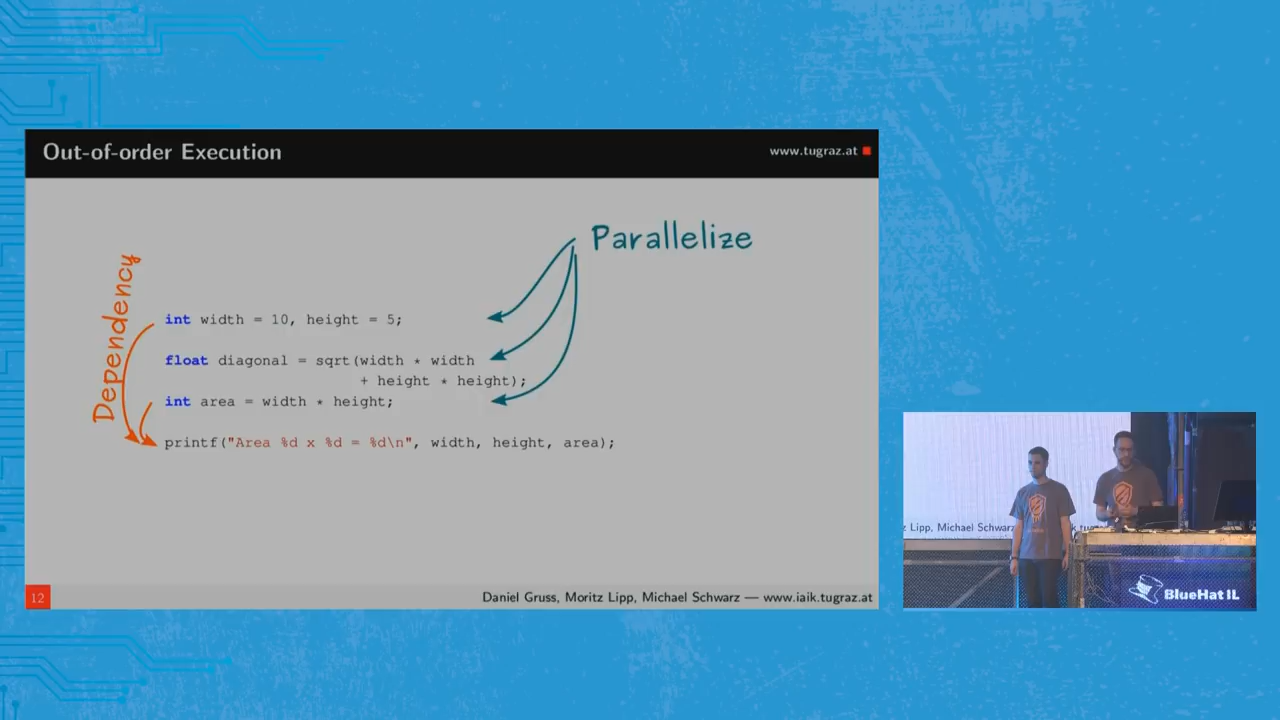 Out-of-order Execution
www.tugraz.at
Parallelize
Dependency
int width = 10, height = 5;
float diagonal = sqrt(width * width
+ height * height);
int area = width * height;
printf("Area %d x %d = %d\n", width, height, area);
12
Daniel Gruss, Moritz Lipp, Michael Schwarz — www.iaik.tugraz.at
Lipp, Michael Schwarz
BlueHat IL